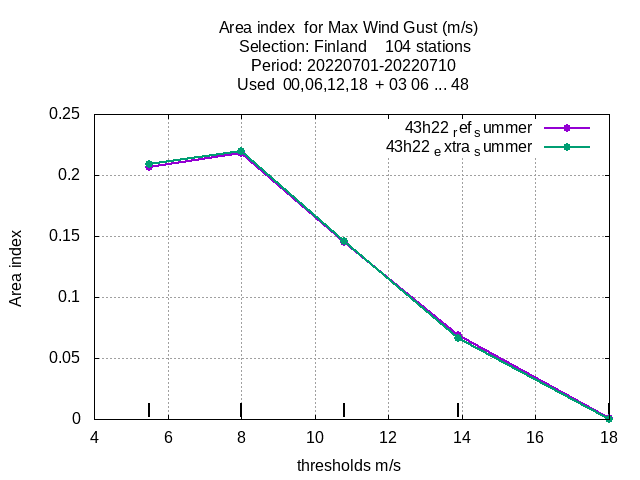 Area index for Max Wind Gust (m/s)
Selection: Finland 104 stations
Period: 20220701-20220710
Used 00,06,12,18 + 03 06 ... 48
43h22 ref summer
43h22 extra summer
0.25
0.2
0.15
0.1
0.05
0
Area index
4 6 8 10 12 14 16 18
thresholds m/s